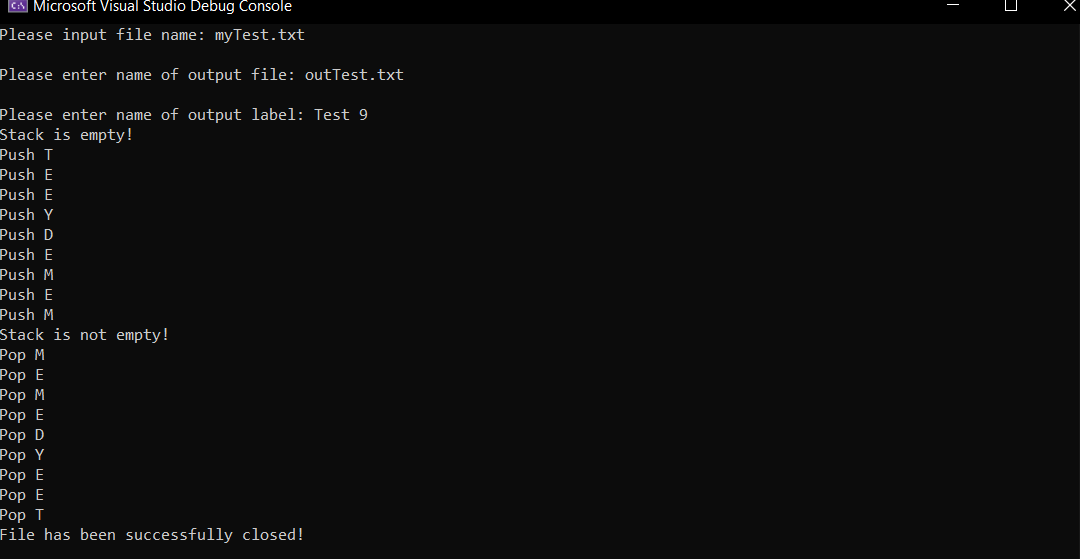 Microsoft Visual Studio Debug Console
Please input file name: myTest.txt
Please enter name of output file: outTest.txt
Please enter name of output label: Test 9
Stack is empty!
Push T
Push E
Push E
Push Y
Push D
Push E
Push M
Push E
Push M
Stack is not empty!
Pop M
Pop E
Pop M
Pop E
Pop D
Pop Y
Pop E
Pop E
Pop T
File has been successfully closed!